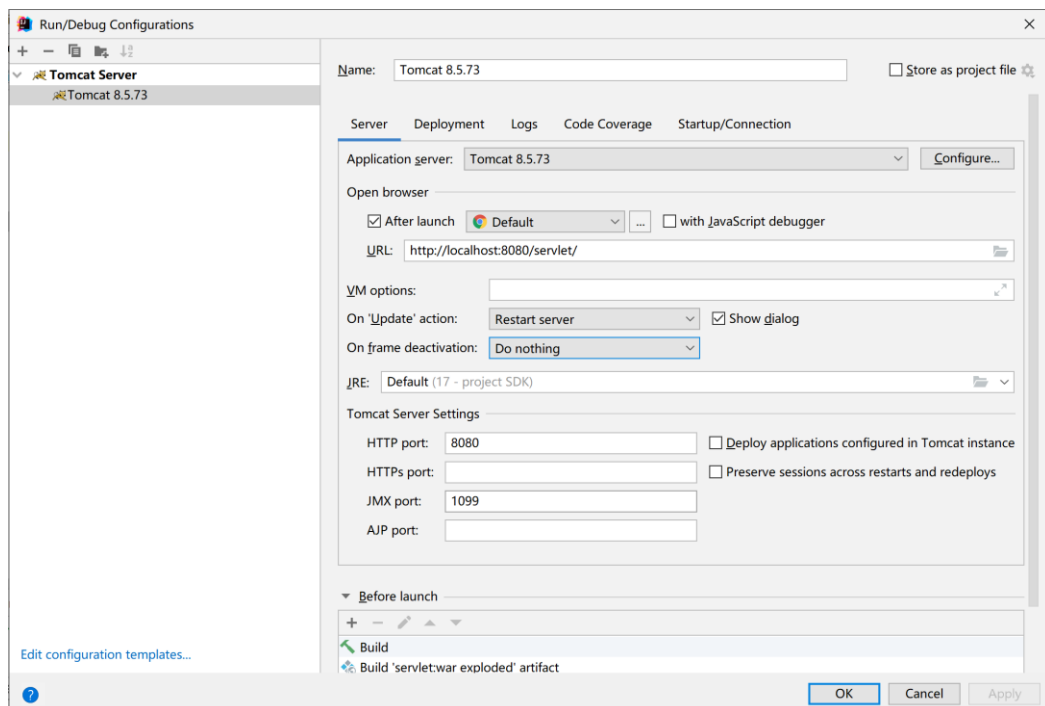 Run/Debug Configurations
Tomcat Server
Tomcat 8.5.73
Name: Tomcat 8.5.73 Store as project file
Server Deployment Logs Code Coverage Startup/Connection
Application server: Tomcat 8.5.73 Configure...
Open browser
After launch Default ... with JavaScript debugger
URL: http://localhost:8080/servlet/
VM options:
On 'Update' action: Restart server Show dialog
On frame deactivation: Do nothing
JRE: Default (17 - project SDK)
Tomcat Server Settings
HTTP port: 8080 Deploy applications configured in Tomcat instance
HTTPs port: Preserve sessions across restarts and redeploys
JMX port: 1099
AJP port:
Before launch
Build
Build 'servlet:war exploded' artifact
Edit configuration templates...
OK Cancel Apply